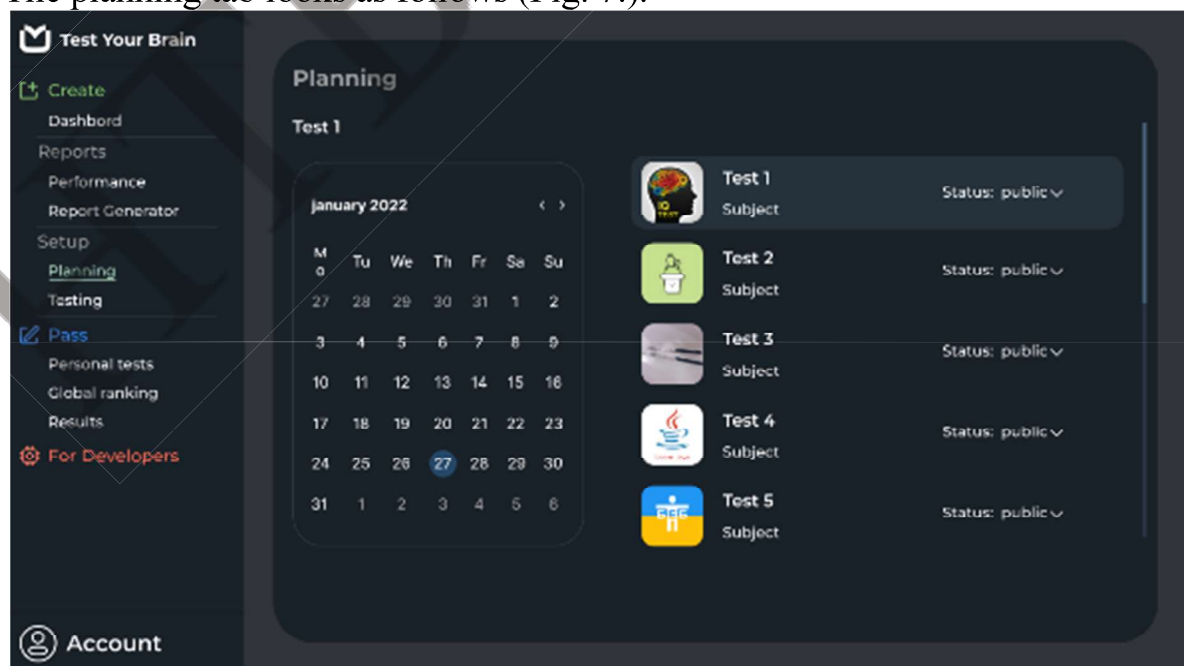 The planning tab looks as follows (Fig. 7.).
Test Your Brain
Create
Dashbord
Reports
Performance
Report Generator
Setup
Planning
Testing
Pass
Personal tests
Global ranking
Results
For Developers
Account
Planning
Test 1
january 2022
Mo Tu We Th Fr Sa Su
27 28 29 30 31 1 2
3 4 5 6 7 8 9
10 11 12 13 14 15 16
17 18 19 20 21 22 23
24 25 26 27 28 29 30
31 1 2 3 4 5 6
IQ
TEST
Test 1
Subject
Status: public
Test 2
Subject
Status: public
Test 3
Subject
Status: public
Test 4
Subject
Status: public
Test 5
Subject
Status: public